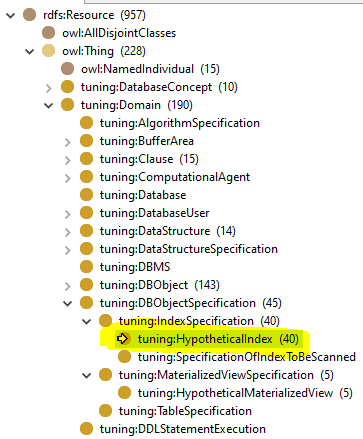 rdfs:Resource (957)
owl:AllDisjointClasses
owl:Thing (228)
owl:NamedIndividual (15)
tuning:DatabaseConcept (10)
tuning:Domain (190)
tuning:AlgorithmSpecification
tuning:BufferArea
tuning:Clause (15)
tuning:ComputationalAgent
tuning:Database
tuning:DatabaseUser
tuning:DataStructure (14)
tuning:DataStructureSpecification
tuning:DBMS
tuning:DBObject (143)
tuning:DBObjectSpecification (45)
tuning:IndexSpecification (40)
tuning:HypotheticalIndex (40)
tuning:SpecificationOfIndexToBeScanned
tuning:MaterializedViewSpecification (5)
tuning:HypotheticalMaterializedView (5)
tuning:TableSpecification
tuning:DDLStatementExecution